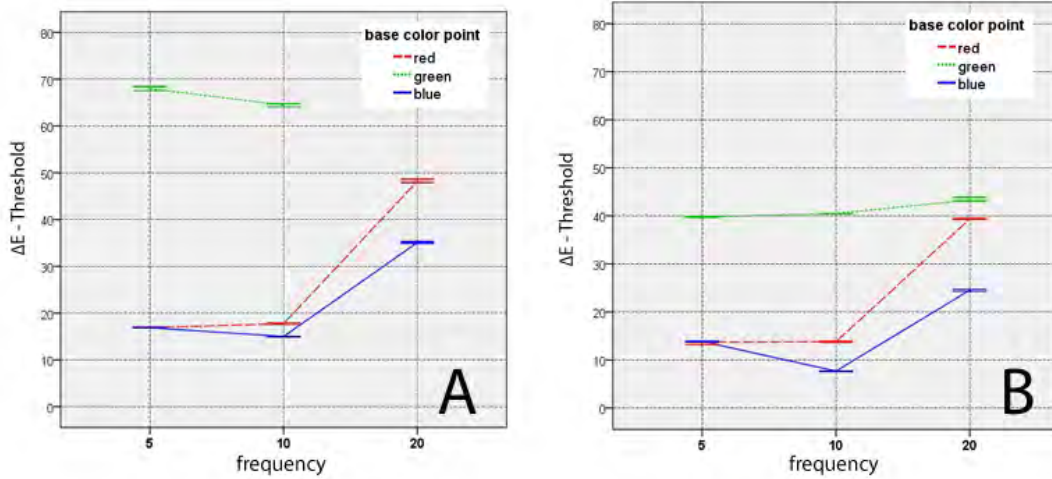 80
70
60
50
40
30
20
10
0
ΔE - Threshold
base color point
red
green
blue
A
5 10 20
frequency
80
70
60
50
40
30
20
10
0
ΔE - Threshold
base color point
red
green
blue
B
5 10 20
frequency